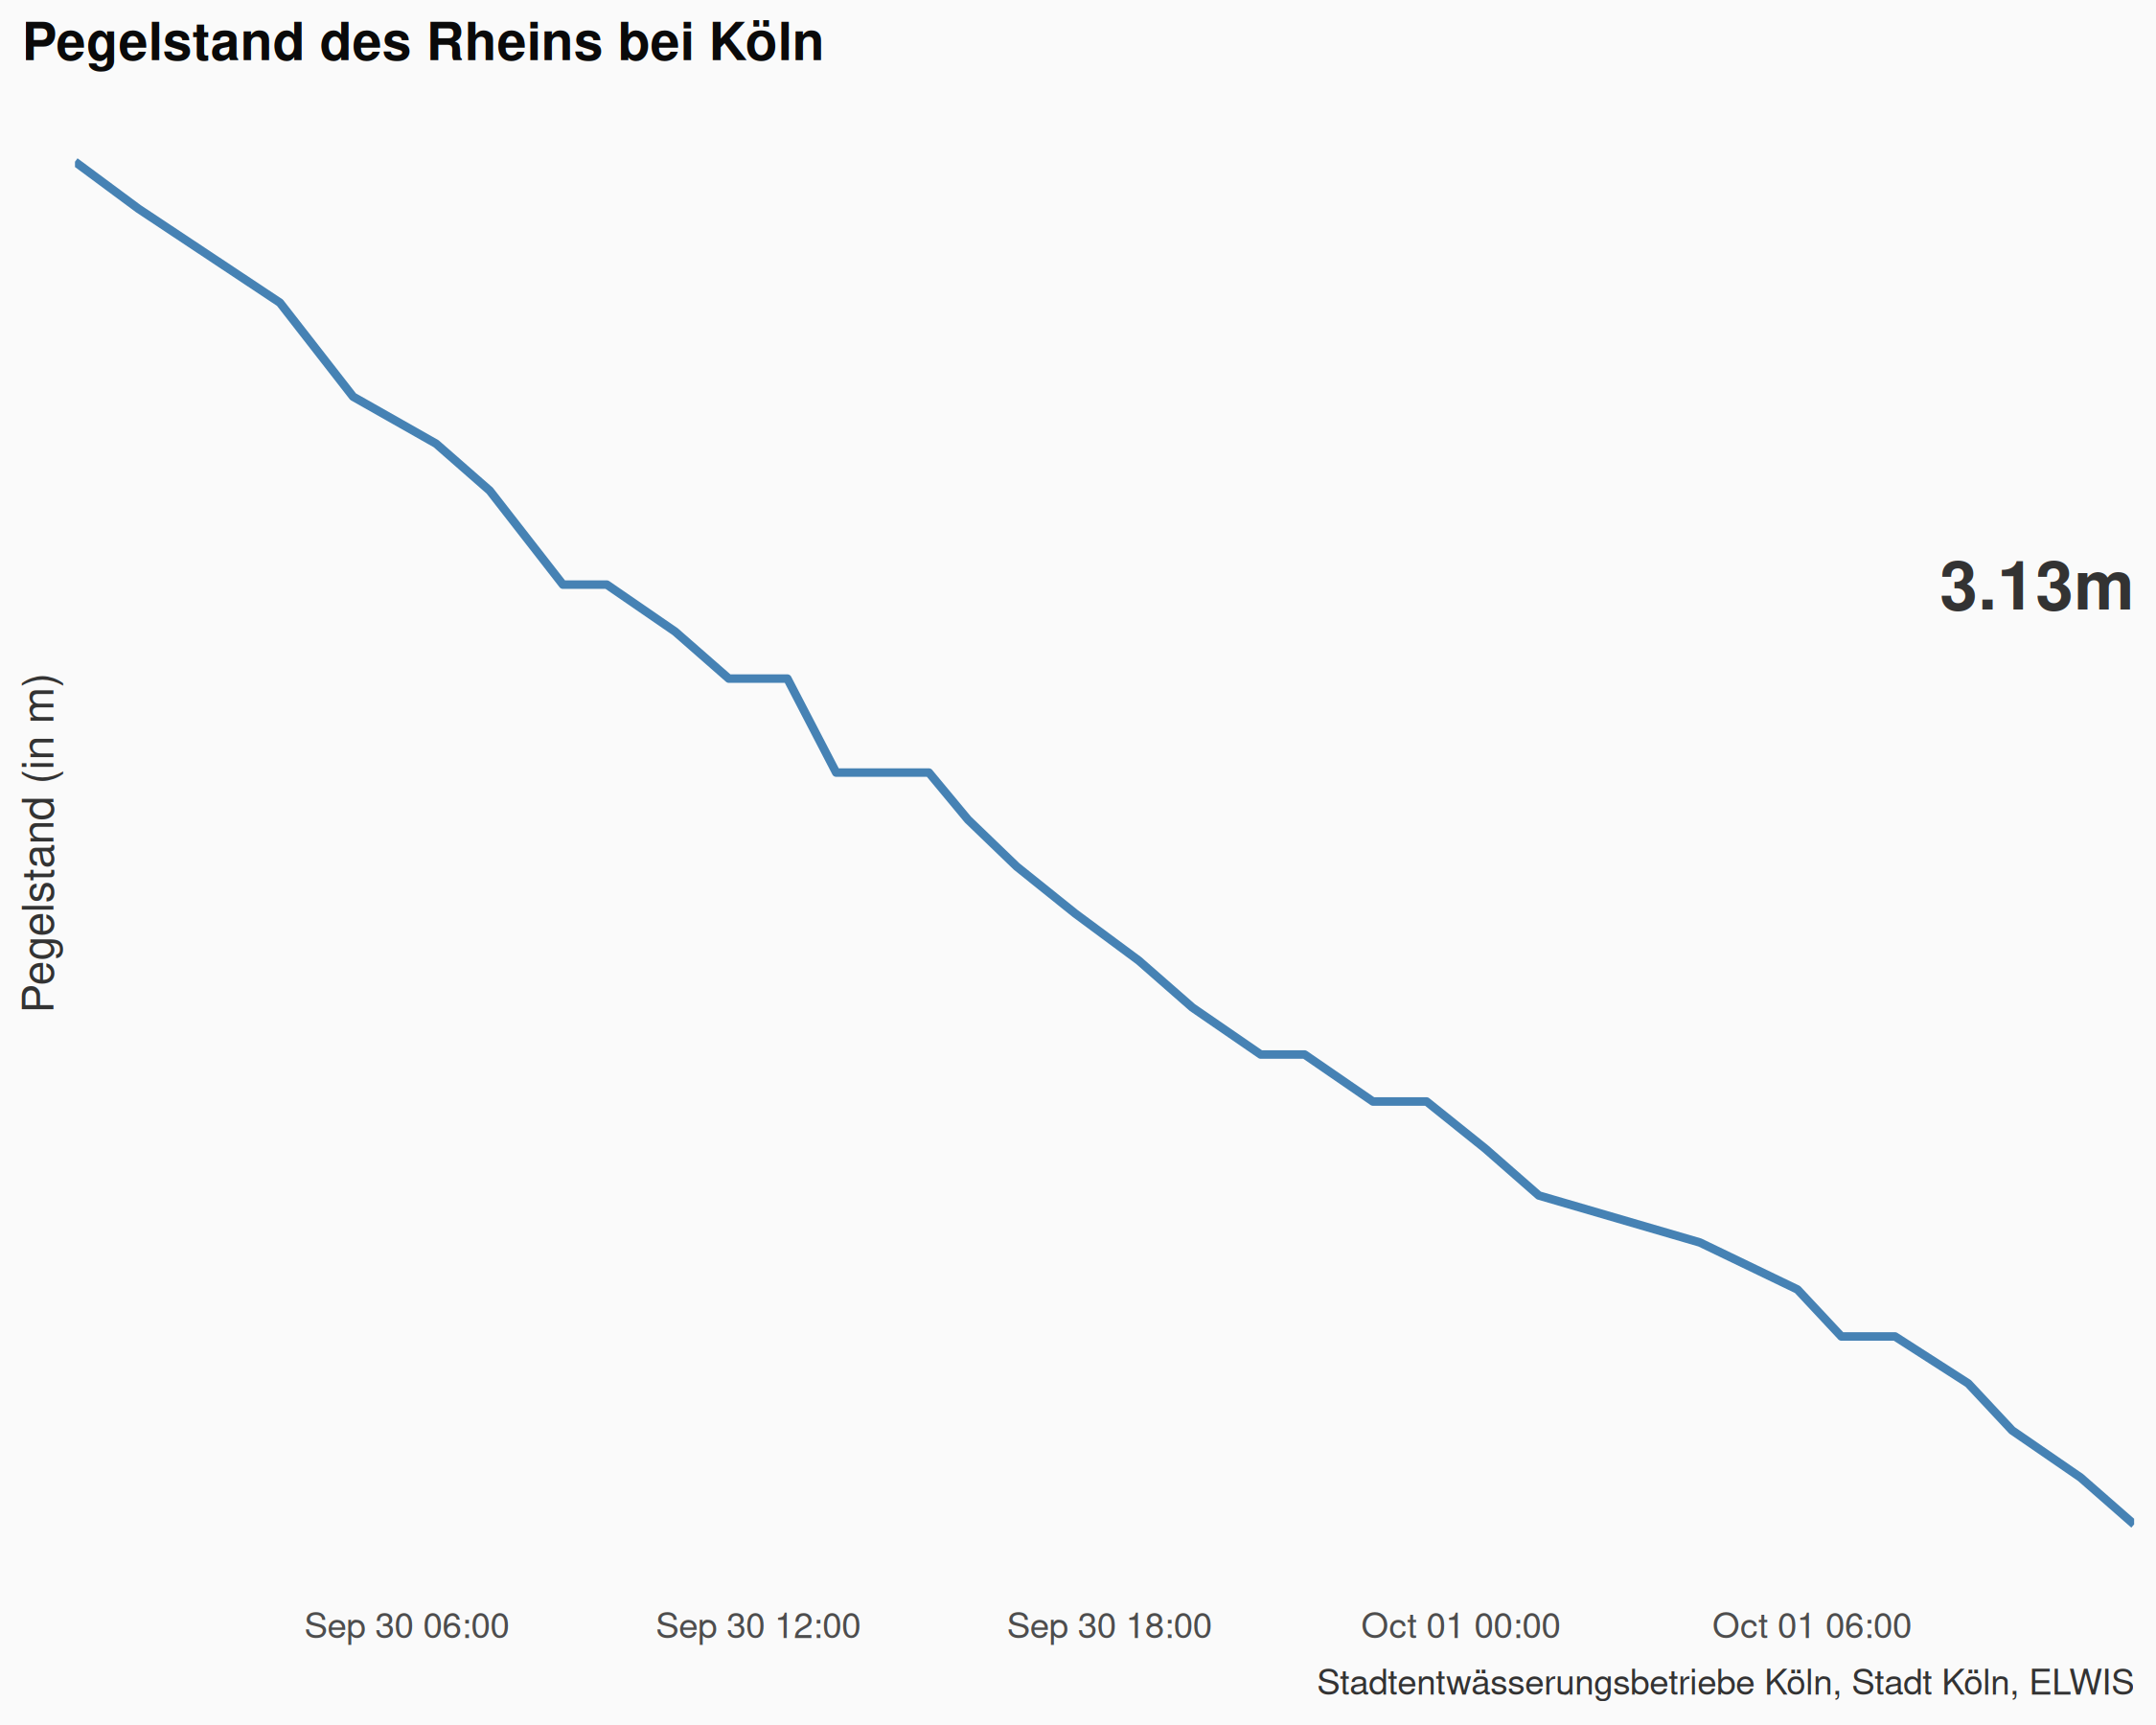 Pegelstand des Rheins bei Köln
3.13m
Pegelstand (in m)
Sep 30 06:00
Sep 30 12:00
Sep 30 18:00
Oct 01 00:00
Oct 01 06:00
Stadtentwässerungsbetriebe Köln, Stadt Köln, ELWIS